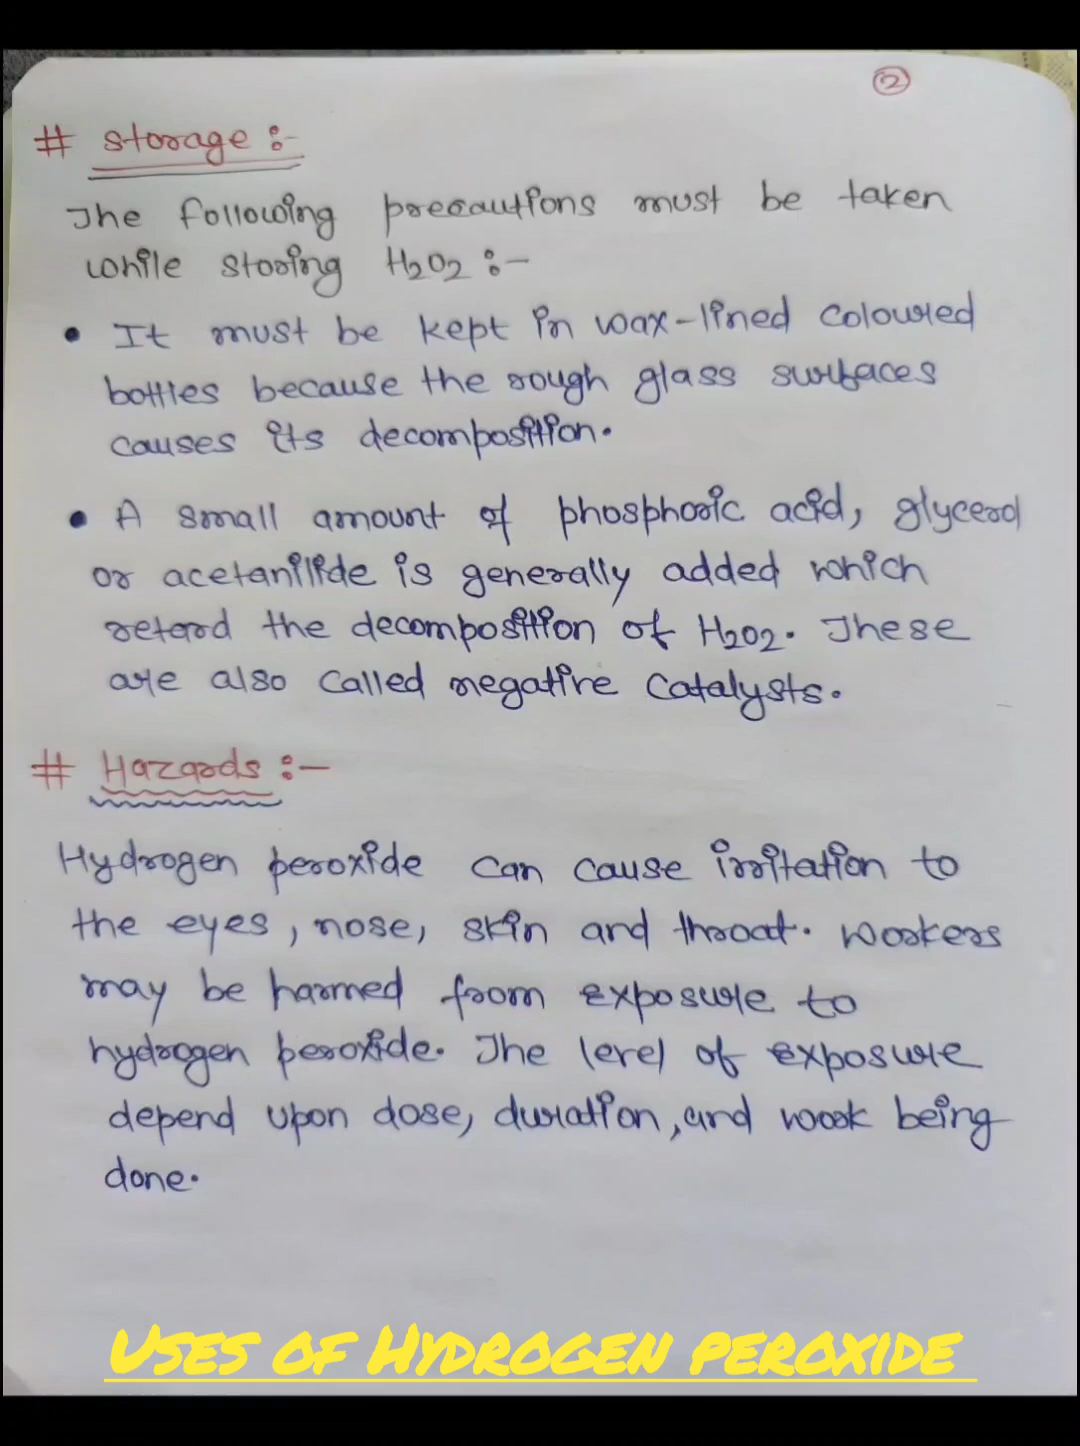 2
# Storage :-
The following precautions must be taken
while storing H2O2 :-
• It must be kept in wax-lined coloured
bottles because the rough glass surfaces
causes its decomposition.
• A small amount of phosphoric acid, glycerol
or acetanilide is generally added which
retard the decomposition of H2O2. These
are also called negative catalysts.
# Hazards :-
Hydrogen peroxide can cause irritation to
the eyes, nose, skin and throat. Workers
may be harmed from exposure to
hydrogen peroxide. The level of exposure
depend upon dose, duration, and work being
done.
Uses of Hydrogen peroxide